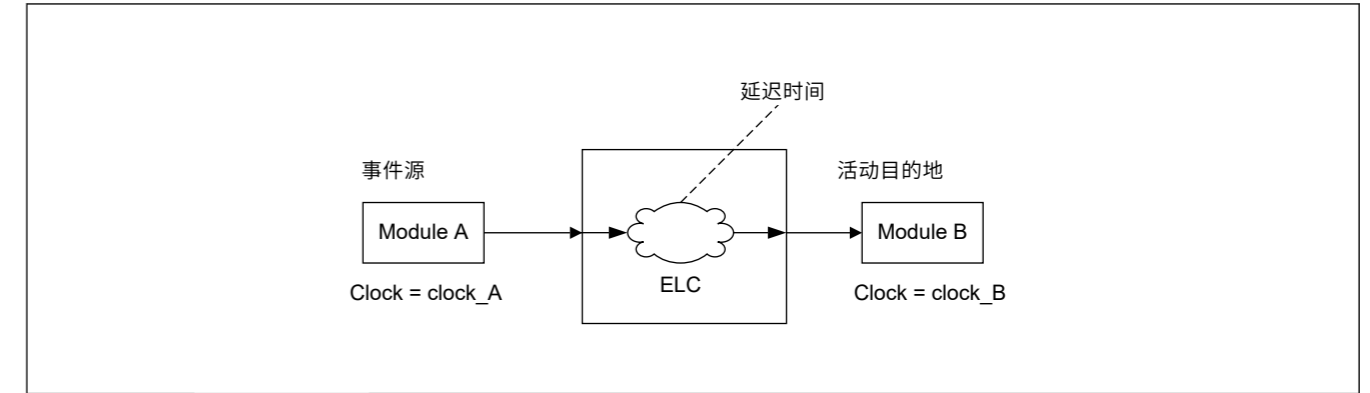 延迟时间
事件源
活动目的地
Module A
Module B
ELC
Clock = clock_A
Clock = clock_B